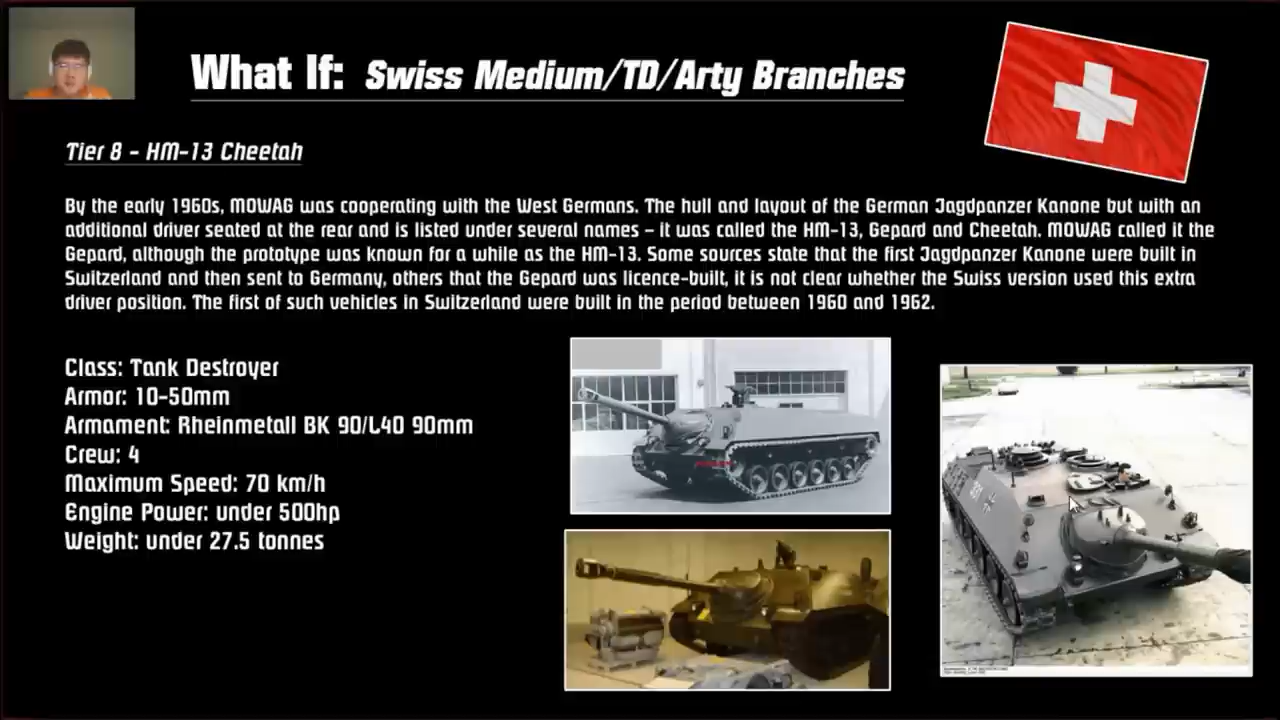 What If: Swiss Medium/TD/Arty Branches
Tier 8 - HM-13 Cheetah
By the early 1960s, MOWAG was cooperating with the West Germans. The hull and layout of the German Jagdpanzer Kanone but with an
additional driver seated at the rear and is listed under several names – it was called the HM-13, Gepard and Cheetah. MOWAG called it the
Gepard, although the prototype was known for a while as the HM-13. Some sources state that the first Jagdpanzer Kanone were built in
Switzerland and then sent to Germany, others that the Gepard was licence-built, it is not clear whether the Swiss version used this extra
driver position. The first of such vehicles in Switzerland were built in the period between 1960 and 1962.
Class: Tank Destroyer
Armor: 10-50mm
Armament: Rheinmetall BK 90/L40 90mm
Crew: 4
Maximum Speed: 70 km/h
Engine Power: under 500hp
Weight: under 27.5 tonnes